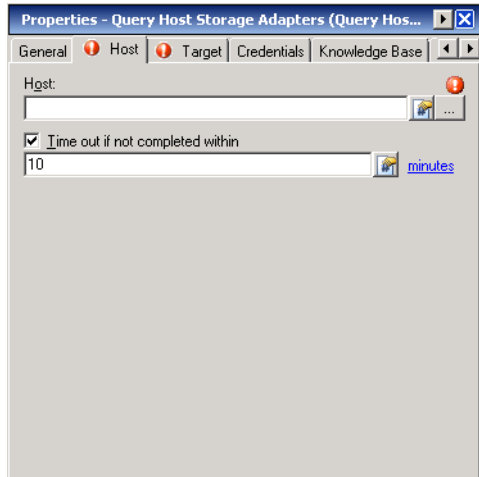 Properties - Query Host Storage Adapters (Query Hos...
General Host Target Credentials Knowledge Base
Host:
...
Time out if not completed within
10 minutes